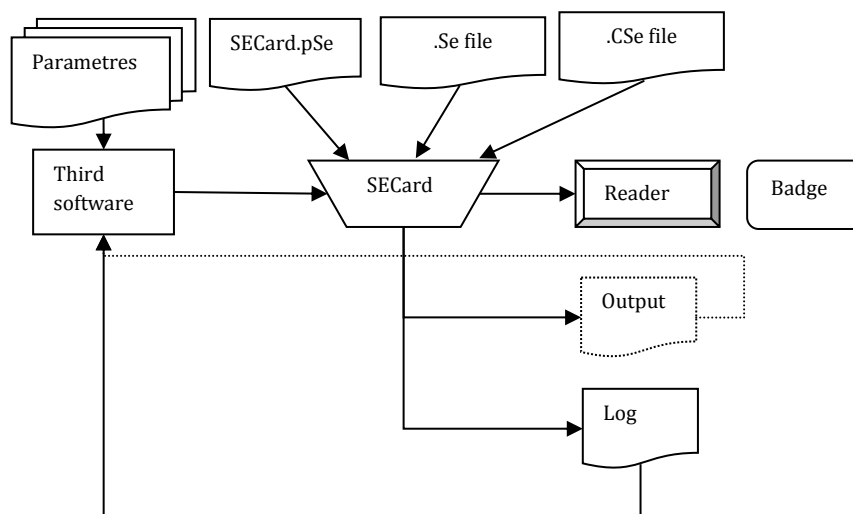 Parametres
SECard.pSe
.Se file
.CSe file
Third
software
SECard
Reader
Badge
Output
Log